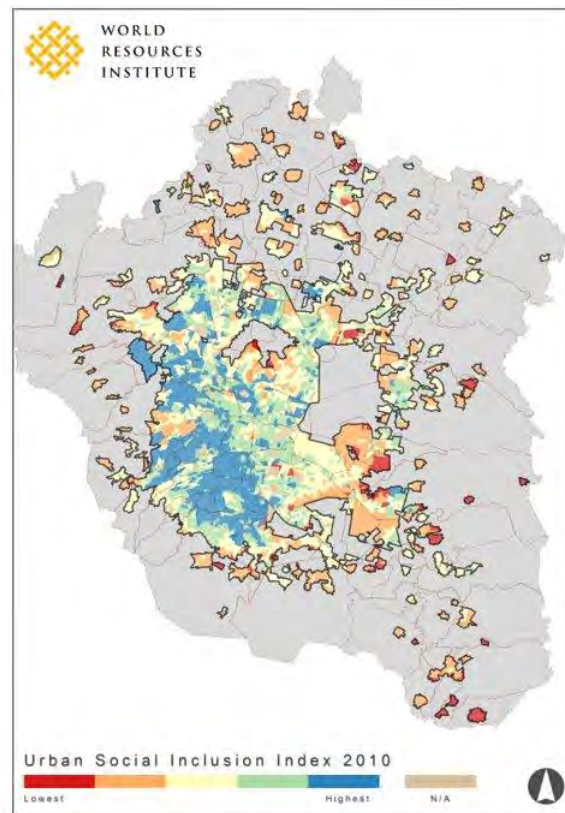 WORLD
RESOURCES
INSTITUTE
Urban Social Inclusion Index 2010
Lowest Highest N/A